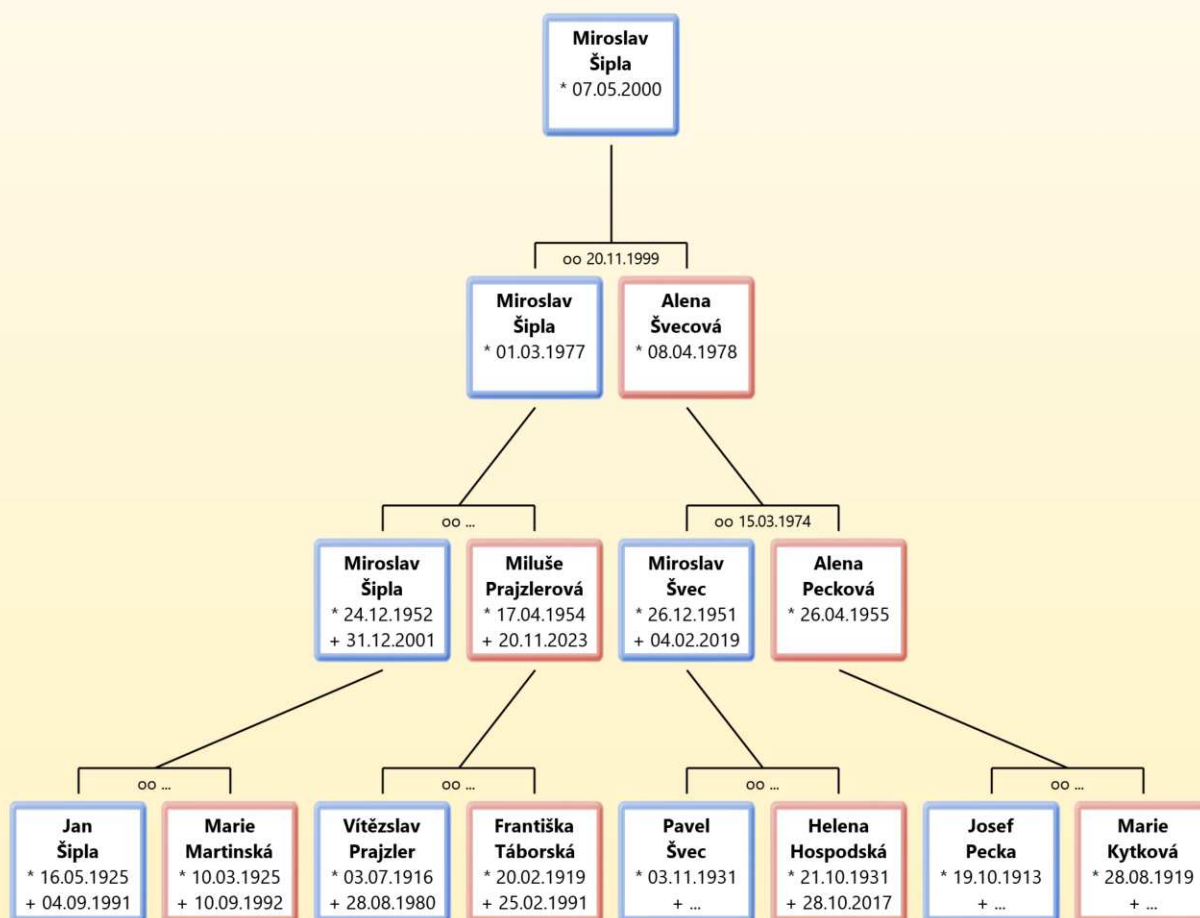 Miroslav
Šipla
* 07.05.2000
oo 20.11.1999
Miroslav
Šipla
* 01.03.1977
Alena
Švecová
* 08.04.1978
oo ...
oo 15.03.1974
Miroslav
Šipla
* 24.12.1952
+ 31.12.2001
Miluše
Prajzlerová
* 17.04.1954
+ 20.11.2023
Miroslav
Švec
* 26.12.1951
+ 04.02.2019
Alena
Pecková
* 26.04.1955
oo ...
oo ...
oo ...
oo ...
Jan
Šipla
* 16.05.1925
+ 04.09.1991
Marie
Martinská
* 10.03.1925
+ 10.09.1992
Vítězslav
Prajzler
* 03.07.1916
+ 28.08.1980
Františka
Táborská
* 20.02.1919
+ 25.02.1991
Pavel
Švec
* 03.11.1931
+ ...
Helena
Hospodská
* 21.10.1931
+ 28.10.2017
Josef
Pecka
* 19.10.1913
+ ...
Marie
Kytková
* 28.08.1919
+ ...